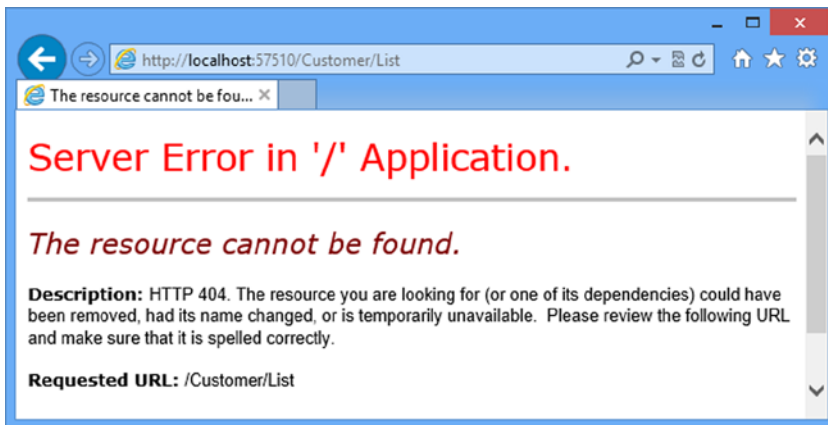 http://localhost:57510/Customer/List
The resource cannot be fou...
Server Error in '/' Application.
The resource cannot be found.
Description: HTTP 404. The resource you are looking for (or one of its dependencies) could have
been removed, had its name changed, or is temporarily unavailable.  Please review the following URL
and make sure that it is spelled correctly.
Requested URL: /Customer/List